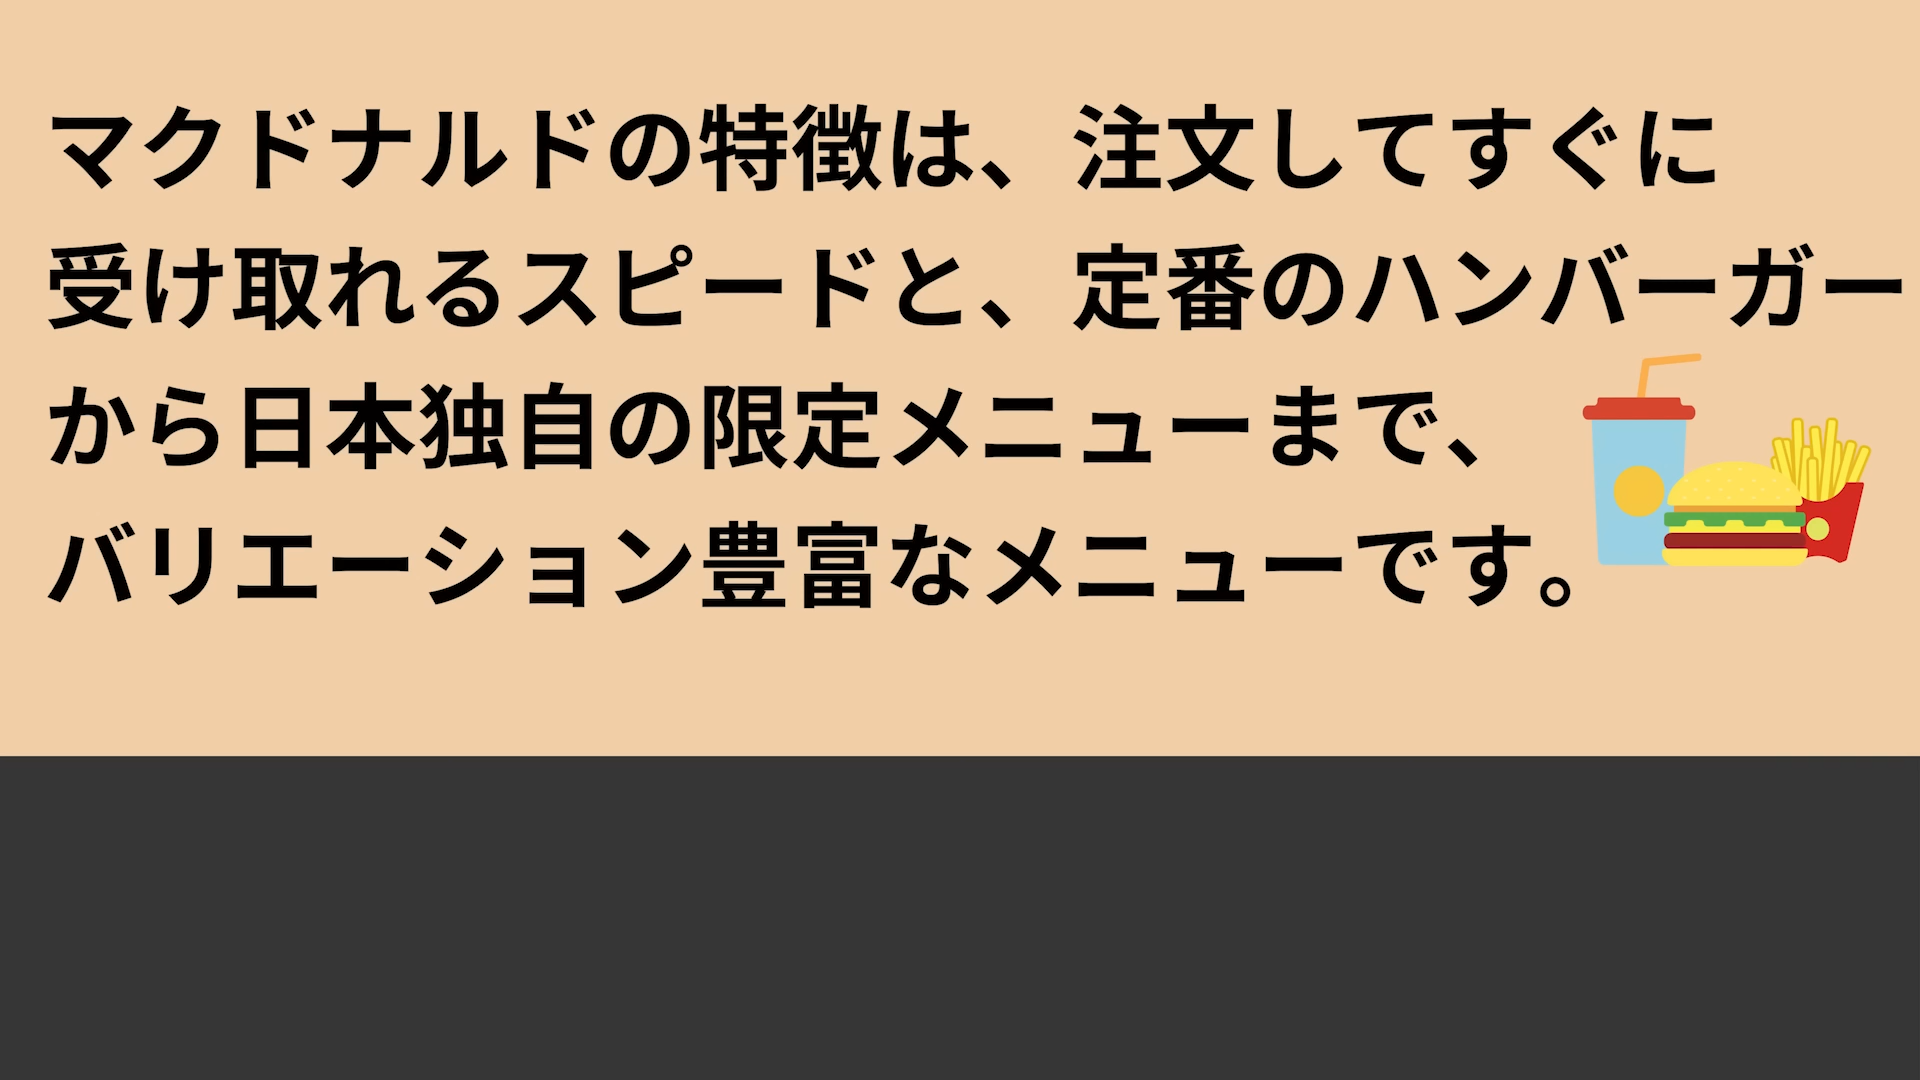 マクドナルドの特徴は、注文してすぐに
受け取れるスピードと、定番のハンバーガー
から日本独自の限定メニューまで、
バリエーション豊富なメニューです。